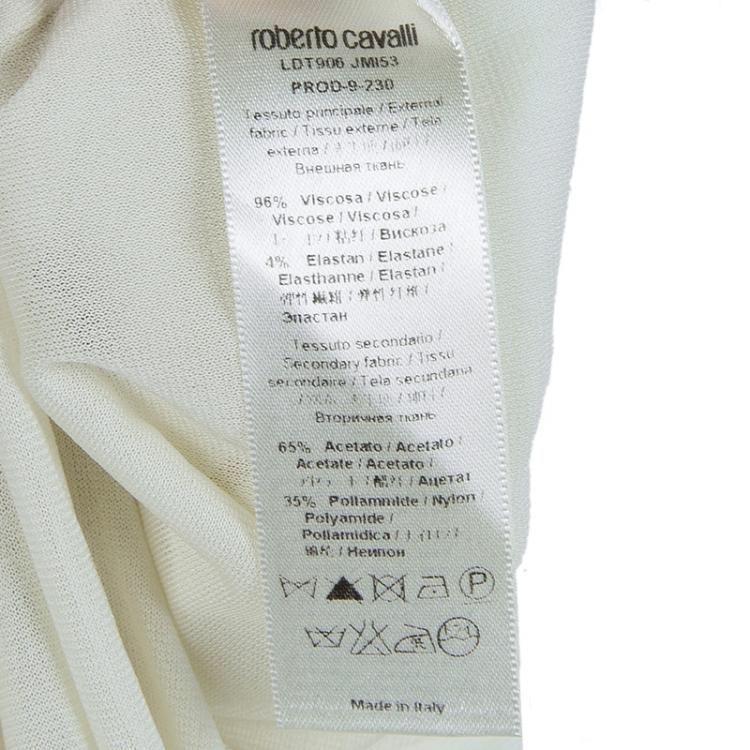 roberto cavalli
LDT906 JMI53
PROD-9-230
Tessuto principale / External
fabric / Tissu externe / Tela
externa /
Внешная ткань
96% Viscosa / Viscose /
Viscose / Viscosa /
/ Вискоза
4% Elastan / Elastane /
Elasthanne / Elastan /
Эластан
Tessuto secondario /
Secondary fabric / Tissu
secondaire / Tela secundaria
Вторичная ткань
65% Acetato / Acetato /
Acetate / Acetato /
/ Ацетат
35% Poliammide / Nylon /
Polyamide /
Poliamidica /
/ Неипон
P
Made in Italy